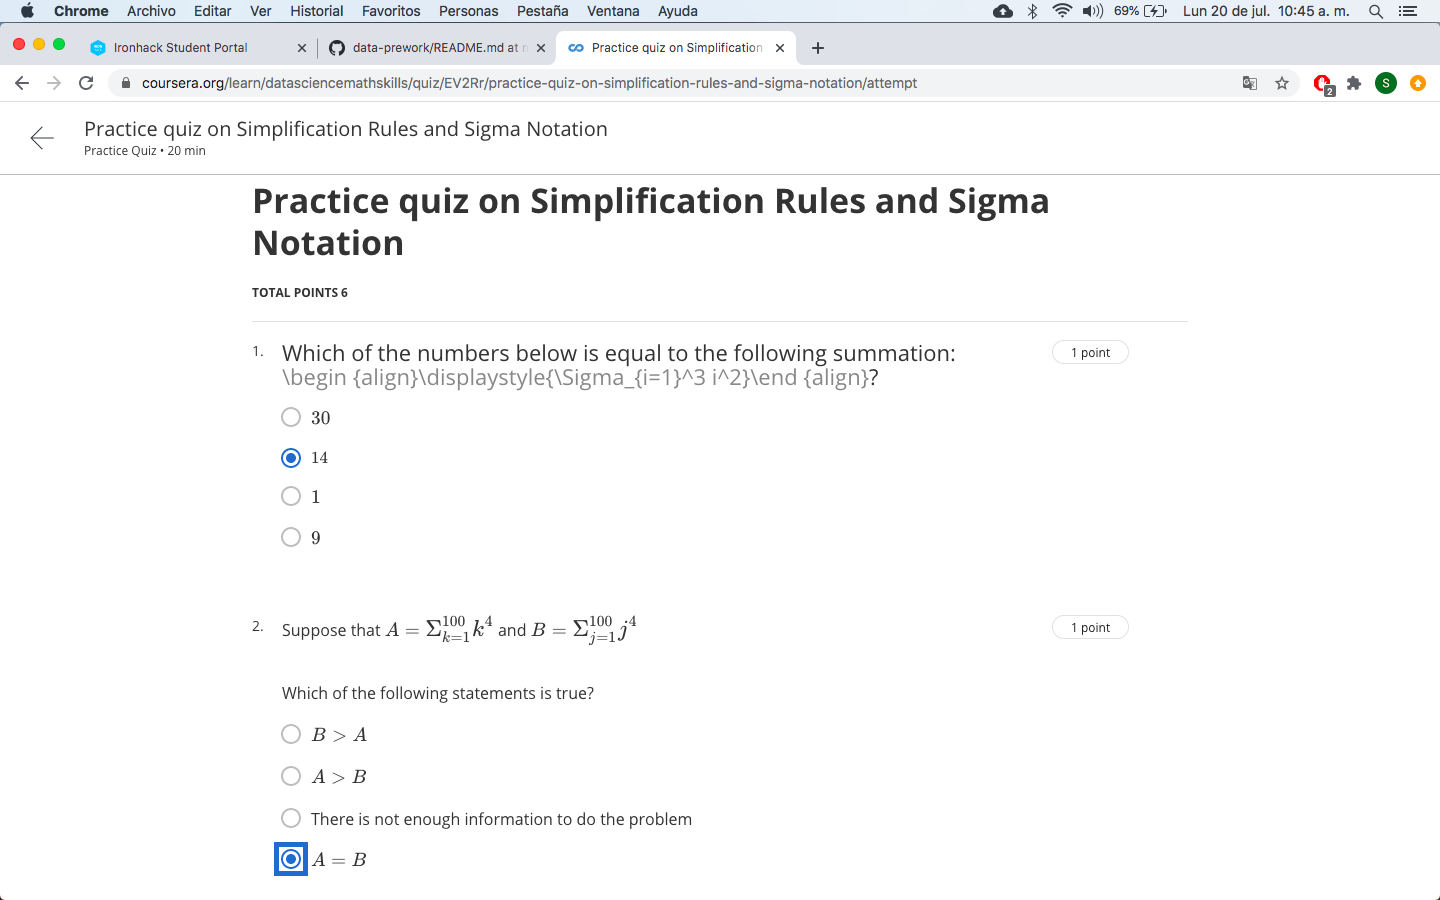 Chrome Archivo Editar Ver Historial Favoritos Personas Pestaña Ventana Ayuda 69% Lun 20 de jul. 10:45 a. m.
Ironhack Student Portal data-prework/README.md at Practice quiz on Simplification
coursera.org/learn/datasciencemathskills/quiz/EV2Rr/practice-quiz-on-simplification-rules-and-sigma-notation/attempt 2 S
Practice quiz on Simplification Rules and Sigma Notation
Practice Quiz • 20 min
Practice quiz on Simplification Rules and Sigma
Notation
TOTAL POINTS 6
1. Which of the numbers below is equal to the following summation: 1 point
\begin {align}\displaystyle{\Sigma_{i=1}^3 i^2}\end {align}?
30
14
1
9
2. Suppose that A = Σ_{k=1}^{100} k^4 and B = Σ_{j=1}^{100} j^4 1 point
Which of the following statements is true?
B > A
A > B
There is not enough information to do the problem
A = B